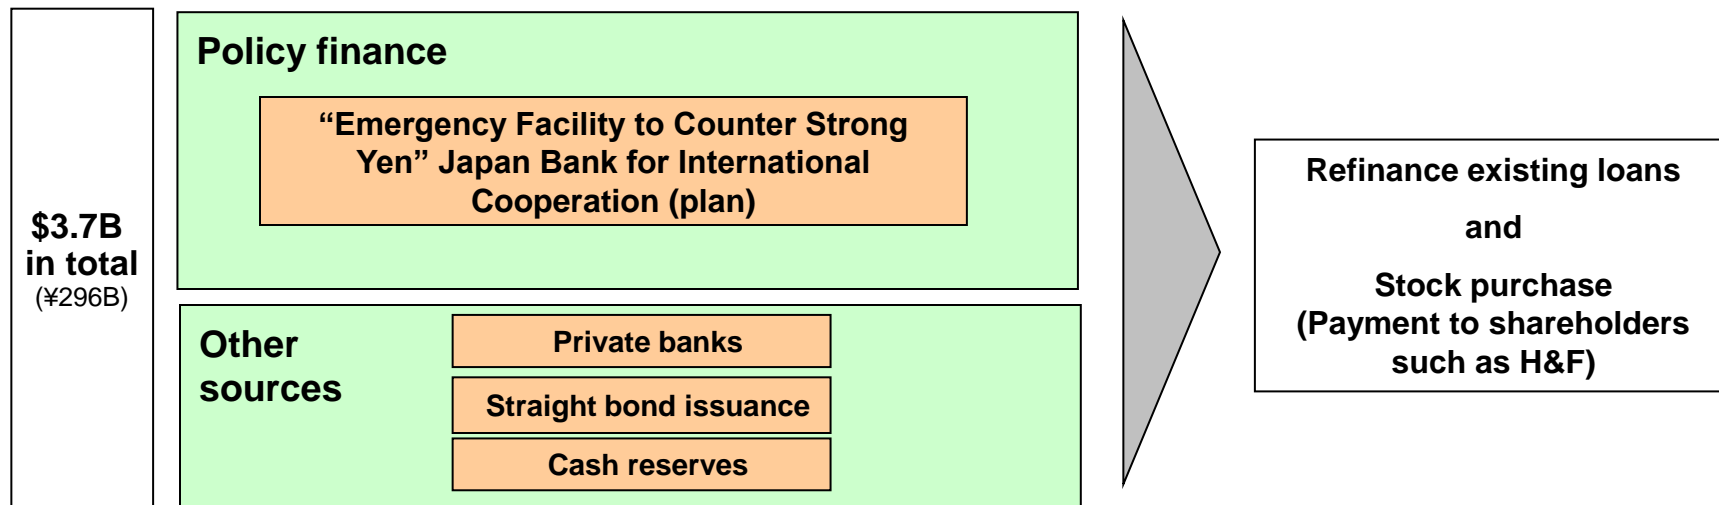 $3.7B
in total
(¥296B)
Policy finance
“Emergency Facility to Counter Strong
Yen” Japan Bank for International
Cooperation (plan)
Other
sources
Private banks
Straight bond issuance
Cash reserves
Refinance existing loans
and
Stock purchase
(Payment to shareholders
such as H&F)